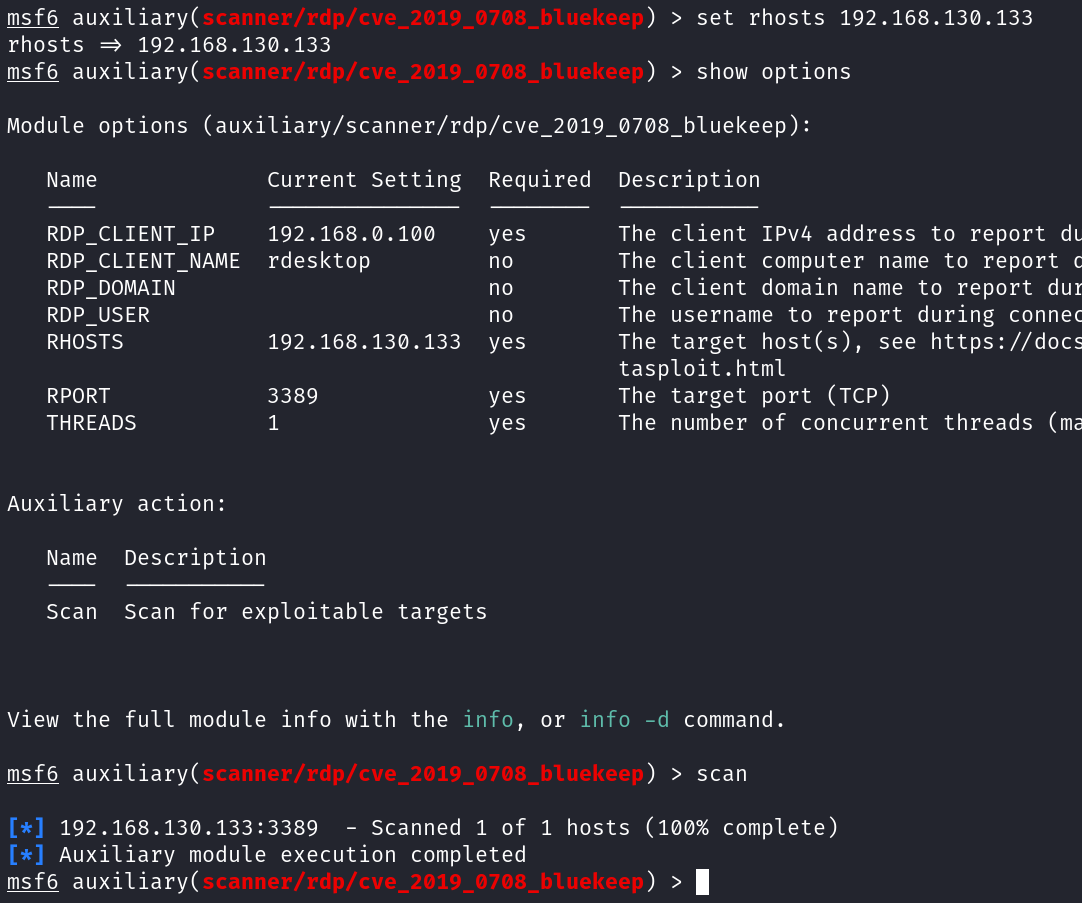 msf6 auxiliary(scanner/rdp/cve_2019_0708_bluekeep) > set rhosts 192.168.130.133
rhosts => 192.168.130.133
msf6 auxiliary(scanner/rdp/cve_2019_0708_bluekeep) > show options
Module options (auxiliary/scanner/rdp/cve_2019_0708_bluekeep):
Name Current Setting Required Description
---- --------------- -------- -----------
RDP_CLIENT_IP 192.168.0.100 yes The client IPv4 address to report du
RDP_CLIENT_NAME rdesktop no The client computer name to report d
RDP_DOMAIN no The client domain name to report dur
RDP_USER no The username to report during connec
RHOSTS 192.168.130.133 yes The target host(s), see https://docs
tasploit.html
RPORT 3389 yes The target port (TCP)
THREADS 1 yes The number of concurrent threads (ma
Auxiliary action:
Name Description
---- -----------
Scan Scan for exploitable targets
View the full module info with the info, or info -d command.
msf6 auxiliary(scanner/rdp/cve_2019_0708_bluekeep) > scan
[*] 192.168.130.133:3389 - Scanned 1 of 1 hosts (100% complete)
[*] Auxiliary module execution completed
msf6 auxiliary(scanner/rdp/cve_2019_0708_bluekeep) >